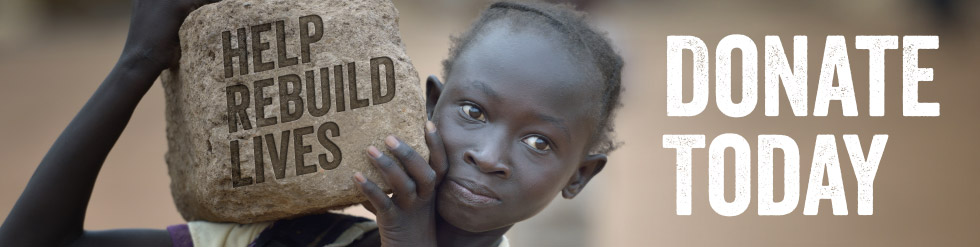 HELP
REBUILD
LIVES
DONATE
TODAY